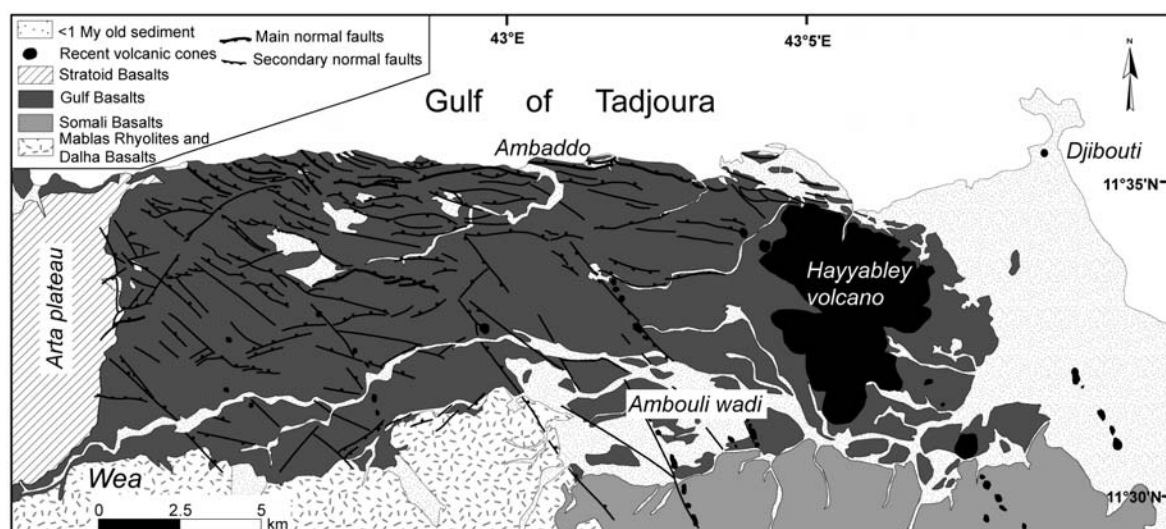 <1 My old sediment
Recent volcanic cones
Stratoid Basalts
Gulf Basalts
Somali Basalts
Mablas Rhyolites and
Dalha Basalts
Main normal faults
Secondary normal faults
43°E
43°5'E
N
Gulf of Tadjoura
Ambaddo
Djibouti
11°35'N
Hayyabley
volcano
Arta plateau
Ambouli wadi
Wea
11°30'N
0 2.5 5
km